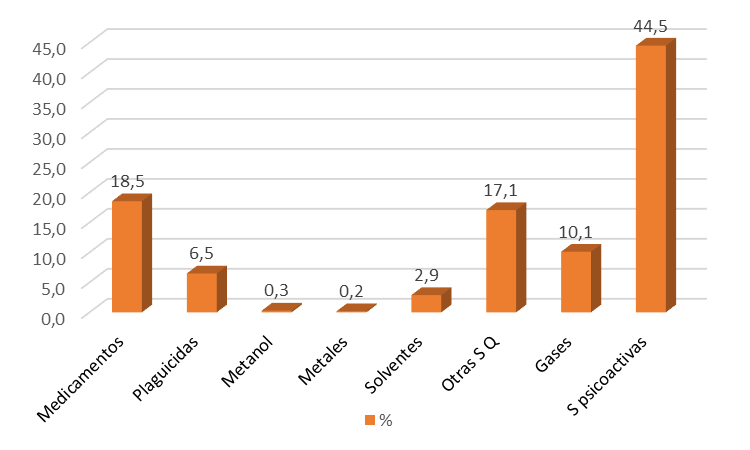 45,0
40,0
35,0
30,0
25,0
20,0
15,0
10,0
5,0
0,0
18,5
6,5
0,3
0,2
2,9
17,1
10,1
44,5
Medicamentos
Plaguicidas
Metanol
Metales
Solventes
Otras S Q
Gases
S psicoactivas
%